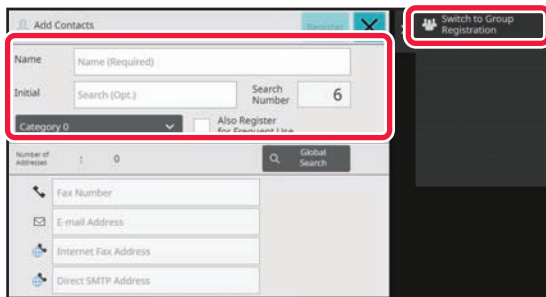 Add Contacts
Register
Switch to Group
Registration
Name
Name (Required)
Initial
Search (Opt.)
Search
Number
6
Category 0
Also Register
for Frequent Use
Number of
Addresses
:
0
Global
Search
Fax Number
E-mail Address
Internet Fax Address
Direct SMTP Address